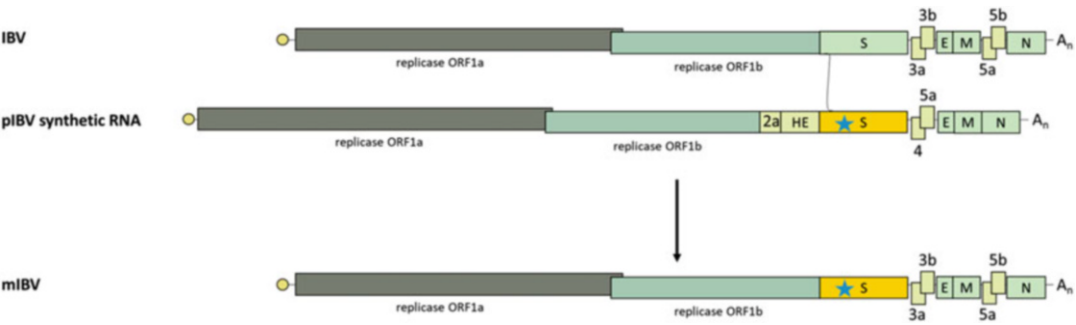 3b 5b
IBV S E M N An
replicase ORF1a replicase ORF1b 3a 5a
5a
pIBV synthetic RNA 2a HE S E M N An
replicase ORF1a replicase ORF1b 4
3b 5b
mIBV S E M N An
replicase ORF1a replicase ORF1b 3a 5a